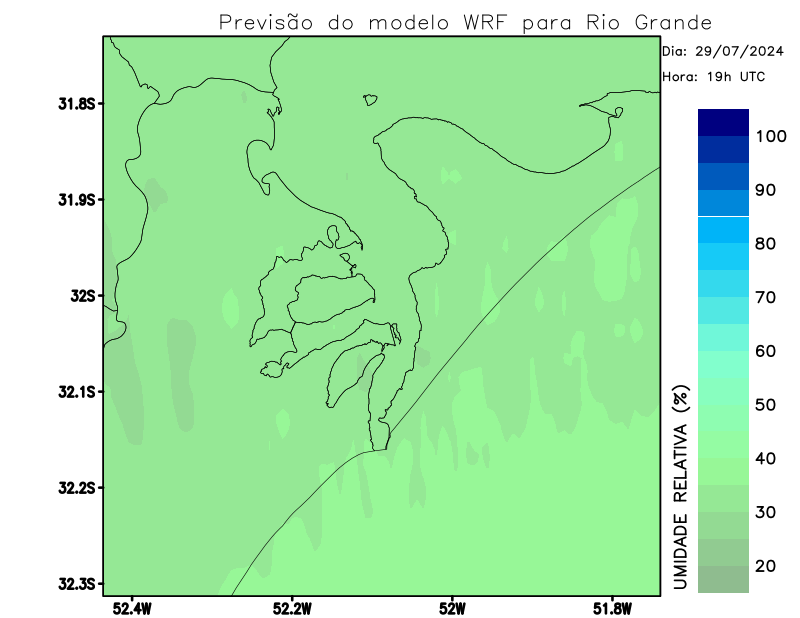 Previsão do modelo WRF para Rio Grande
Dia: 29/07/2024
Hora: 19h UTC
31.8S
31.9S
32S
32.1S
32.2S
32.3S
52.4W
52.2W
52W
51.8W
100
90
80
70
60
50
40
30
20
UMIDADE RELATIVA (%)